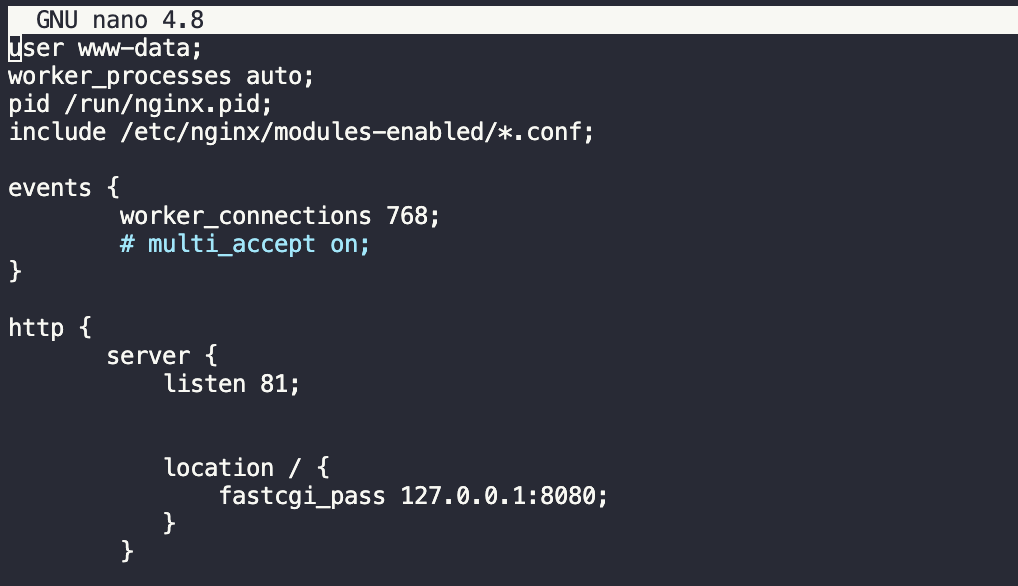 GNU nano 4.8
user www-data;
worker_processes auto;
pid /run/nginx.pid;
include /etc/nginx/modules-enabled/*.conf;
events {
worker_connections 768;
# multi_accept on;
}
http {
server {
listen 81;
location / {
fastcgi_pass 127.0.0.1:8080;
}
}